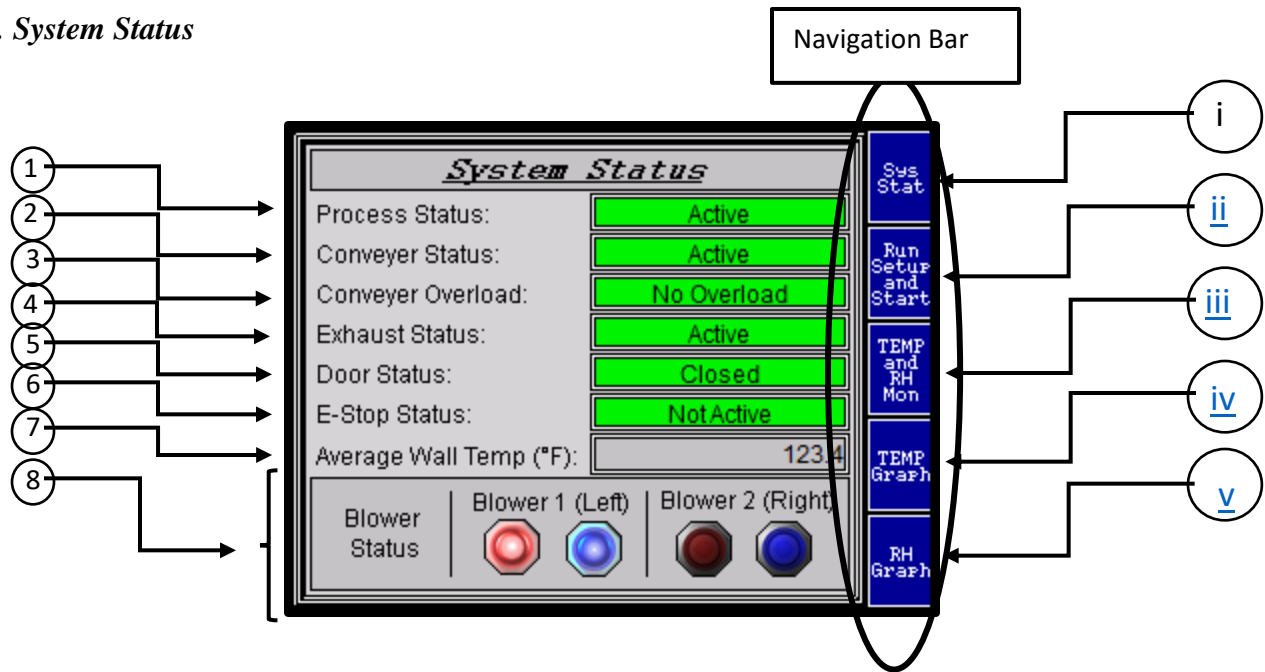 . System Status
Navigation Bar
System Status
1
Process Status: Active
2
Conveyer Status: Active
3
Conveyer Overload: No Overload
4
Exhaust Status: Active
5
Door Status: Closed
6
E-Stop Status: Not Active
7
Average Wall Temp (°F): 123.4
8
Blower
Status
Blower 1 (Left)
Blower 2 (Right)
Sys
Stat
i
Run
Setup
and
Start
ii
TEMP
and
RH
Mon
iii
TEMP
Graph
iv
RH
Graph
v